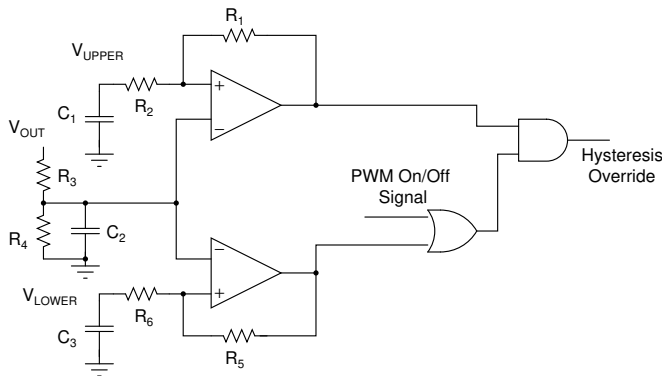 R1
VUPPER
R2
C1
+
−
VOUT
R3
R4
C2
PWM On/Off
Signal
Hysteresis
Override
−
+
VLOWER
R6
C3
R5